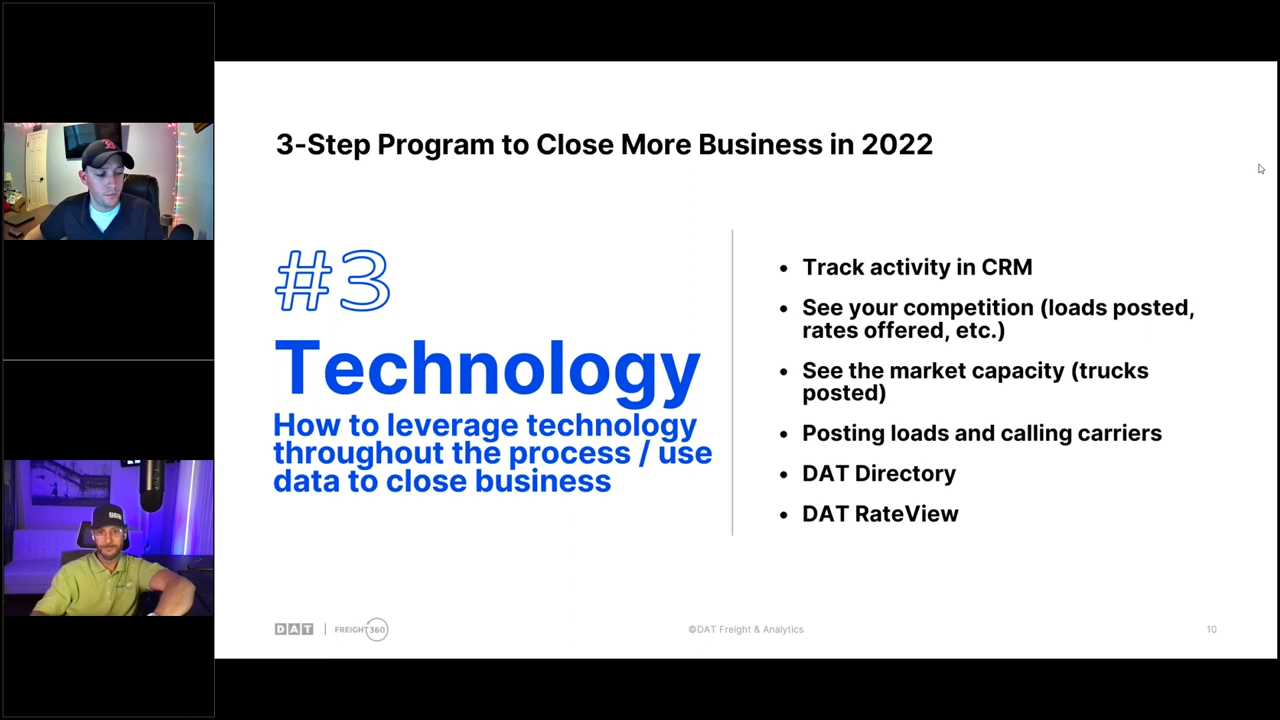 3-Step Program to Close More Business in 2022
#3
Technology
How to leverage technology
throughout the process / use
data to close business
• Track activity in CRM
• See your competition (loads posted,
rates offered, etc.)
• See the market capacity (trucks
posted)
• Posting loads and calling carriers
• DAT Directory
• DAT RateView
DAT | FREIGHT 360
©DAT Freight & Analytics
10